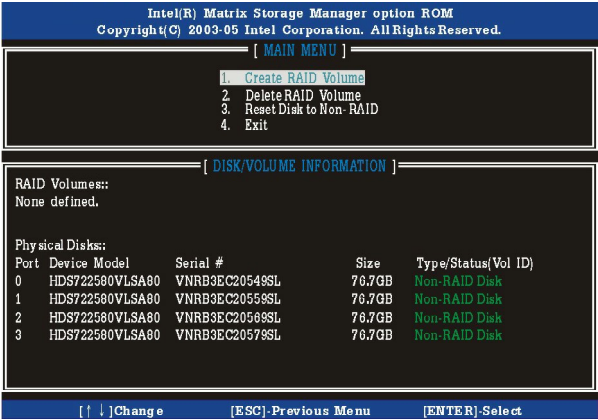 Intel(R) Matrix Storage Manager option ROM
Copyright(C) 2003-05 Intel Corporation. All Rights Reserved.
[ MAIN MENU ]
1. Create RAID Volume
2. Delete RAID Volume
3. Reset Disk to Non-RAID
4. Exit
[ DISK/VOLUME INFORMATION ]
RAID Volumes::
None defined.
Physical Disks::
Port Device Model Serial # Size Type/Status(Vol ID)
0 HDS722580VLSA80 VNRB3EC20549SL 76.7GB Non-RAID Disk
1 HDS722580VLSA80 VNRB3EC20559SL 76.7GB Non-RAID Disk
2 HDS722580VLSA80 VNRB3EC20569SL 76.7GB Non-RAID Disk
3 HDS722580VLSA80 VNRB3EC20579SL 76.7GB Non-RAID Disk
[↑↓]Change [ESC]-Previous Menu [ENTER]-Select